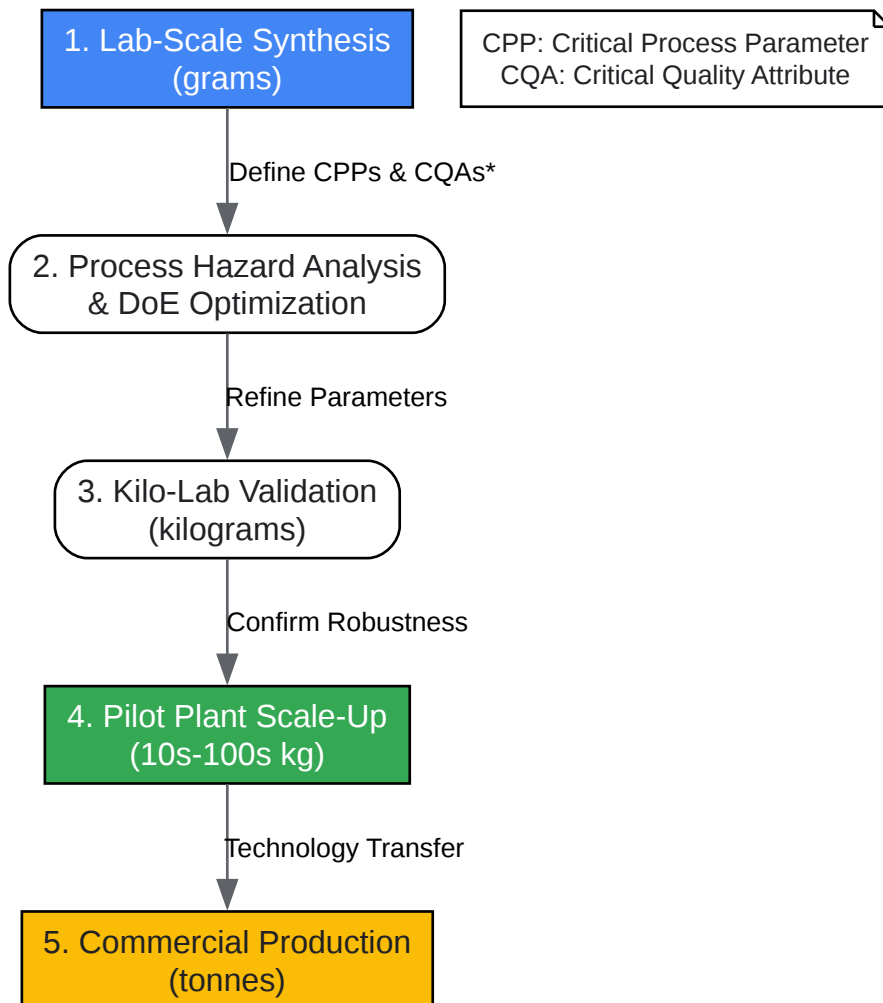 1. Lab-Scale Synthesis
(grams)
CPP: Critical Process Parameter
CQA: Critical Quality Attribute
Define CPPs & CQAs*
2. Process Hazard Analysis
& DoE Optimization
Refine Parameters
3. Kilo-Lab Validation
(kilograms)
Confirm Robustness
4. Pilot Plant Scale-Up
(10s-100s kg)
Technology Transfer
5. Commercial Production
(tonnes)